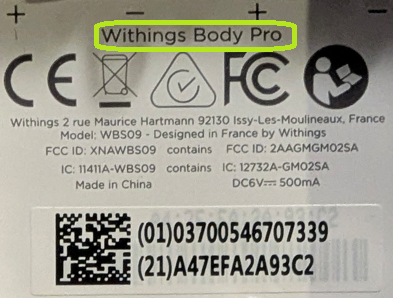 + − + −
Withings Body Pro
CE FC
Withings 2 rue Maurice Hartmann 92130 Issy-Les-Moulineaux, France
Model: WBS09 - Designed in France by Withings
FCC ID: XNAWBS09 contains FCC ID: 2AAGMGM02SA
IC: 11411A-WBS09 contains IC: 12732A-GM02SA
Made in China DC6V⎓500mA
(01)03700546707339
(21)A47EFA2A93C2